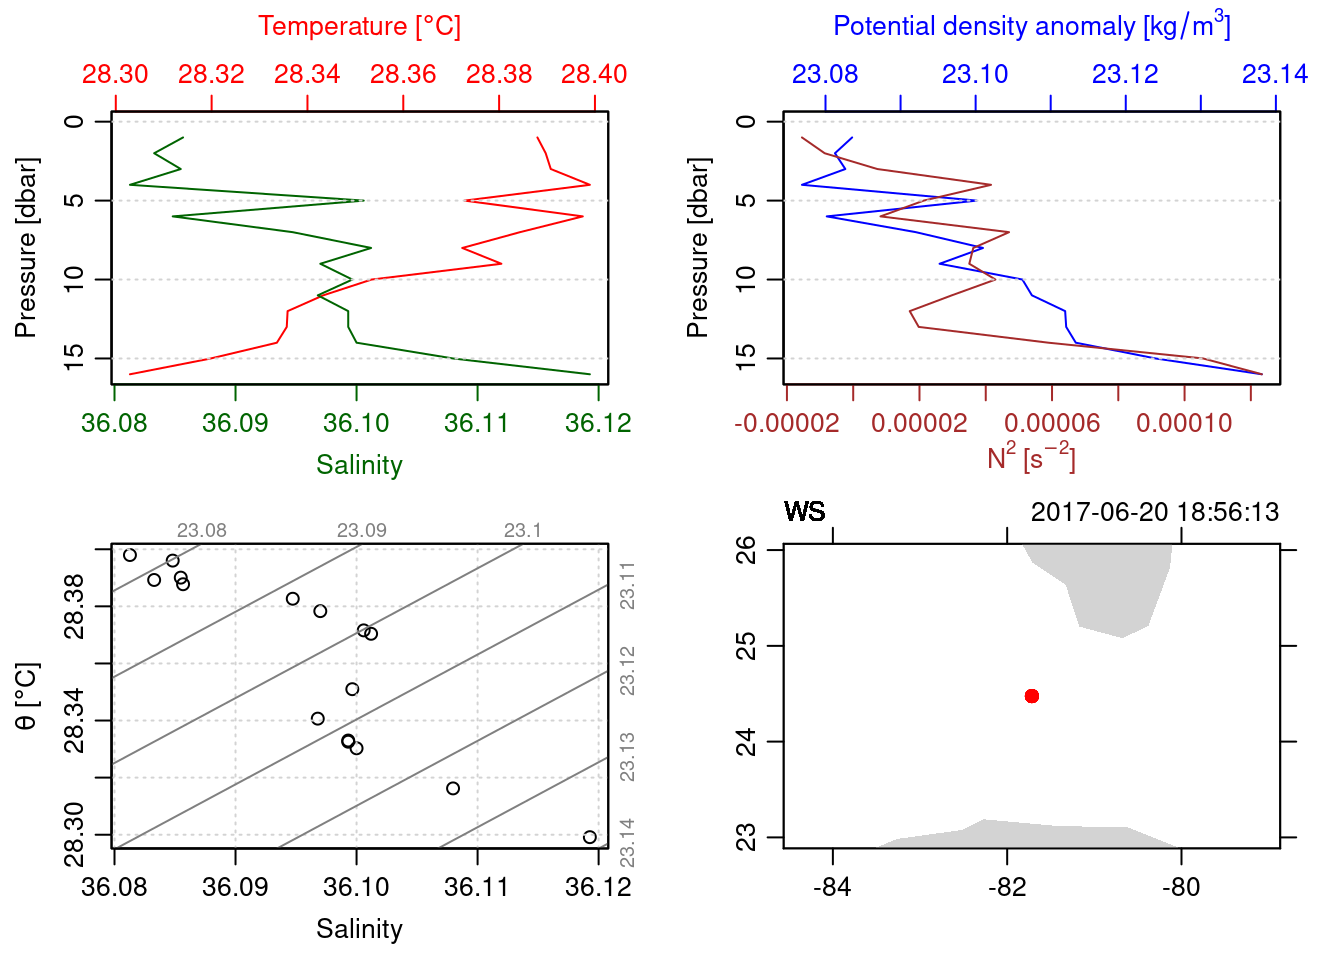 Temperature [°C]
28.30 28.32 28.34 28.36 28.38 28.40
Pressure [dbar]
0
5
10
15
36.08 36.09 36.10 36.11 36.12
Salinity
Potential density anomaly [kg/m³]
23.08 23.10 23.12 23.14
Pressure [dbar]
0
5
10
15
-0.00002 0.00002 0.00006 0.00010
N² [s⁻²]
23.08 23.09 23.1
23.11
23.12
23.13
23.14
θ [°C]
28.38
28.34
28.30
36.08 36.09 36.10 36.11 36.12
Salinity
WS 2017-06-20 18:56:13
26
25
24
23
-84 -82 -80